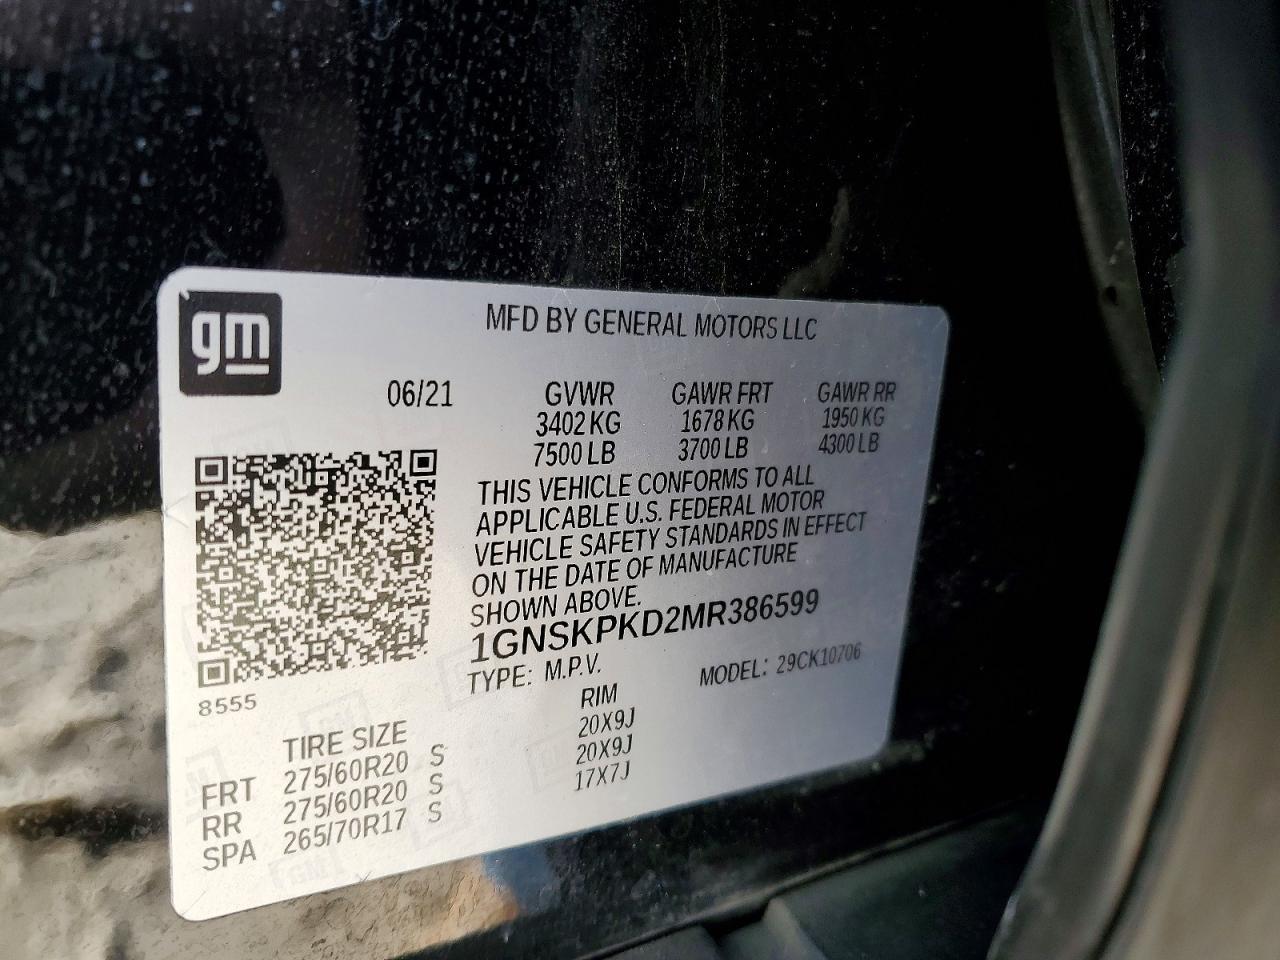 gm
MFD BY GENERAL MOTORS LLC
06/21 GVWR GAWR FRT GAWR RR
3402 KG 1678 KG 1950 KG
7500 LB 3700 LB 4300 LB
THIS VEHICLE CONFORMS TO ALL
APPLICABLE U.S. FEDERAL MOTOR
VEHICLE SAFETY STANDARDS IN EFFECT
ON THE DATE OF MANUFACTURE
SHOWN ABOVE.
1GNSKPKD2MR386599
TYPE: M.P.V. MODEL: 29CK10706
8555
TIRE SIZE RIM
FRT 275/60R20 S 20X9J
RR 275/60R20 S 20X9J
SPA 265/70R17 S 17X7J